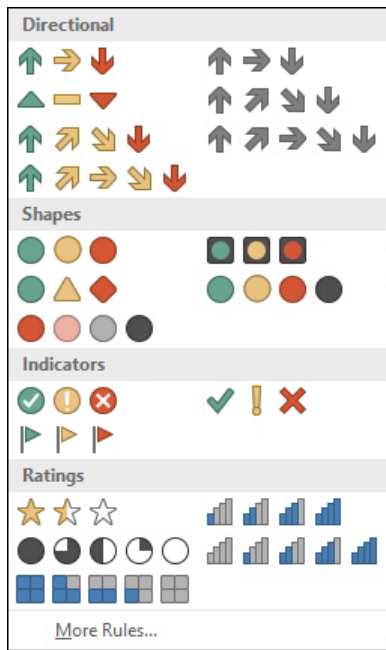 Directional
Shapes
Indicators
Ratings
More Rules...